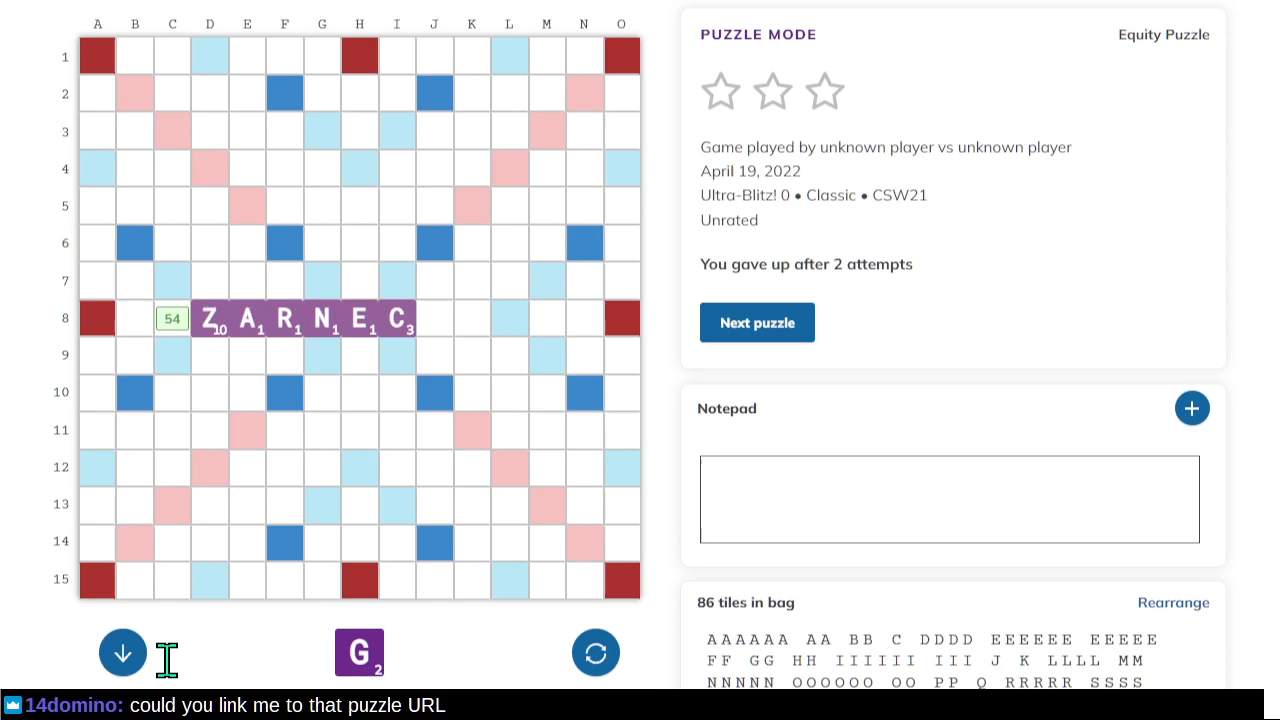 A B C D E F G H I J K L M N O
1
2
3
4
5
6
7
8
9
10
11
12
13
14
15
54 Z10 A1 R1 N1 E1 C3
G2
PUZZLE MODE
Equity Puzzle
Game played by unknown player vs unknown player
April 19, 2022
Ultra-Blitz! 0 • Classic • CSW21
Unrated
You gave up after 2 attempts
Next puzzle
Notepad
86 tiles in bag
Rearrange
AAAAAA AA BB C DDDD EEEEEE EEEEE
FF GG HH IIIIII III J K LLLL MM
NNNNN OOOOOO OO PP Q RRRRR SSSS
14domino: could you link me to that puzzle URL